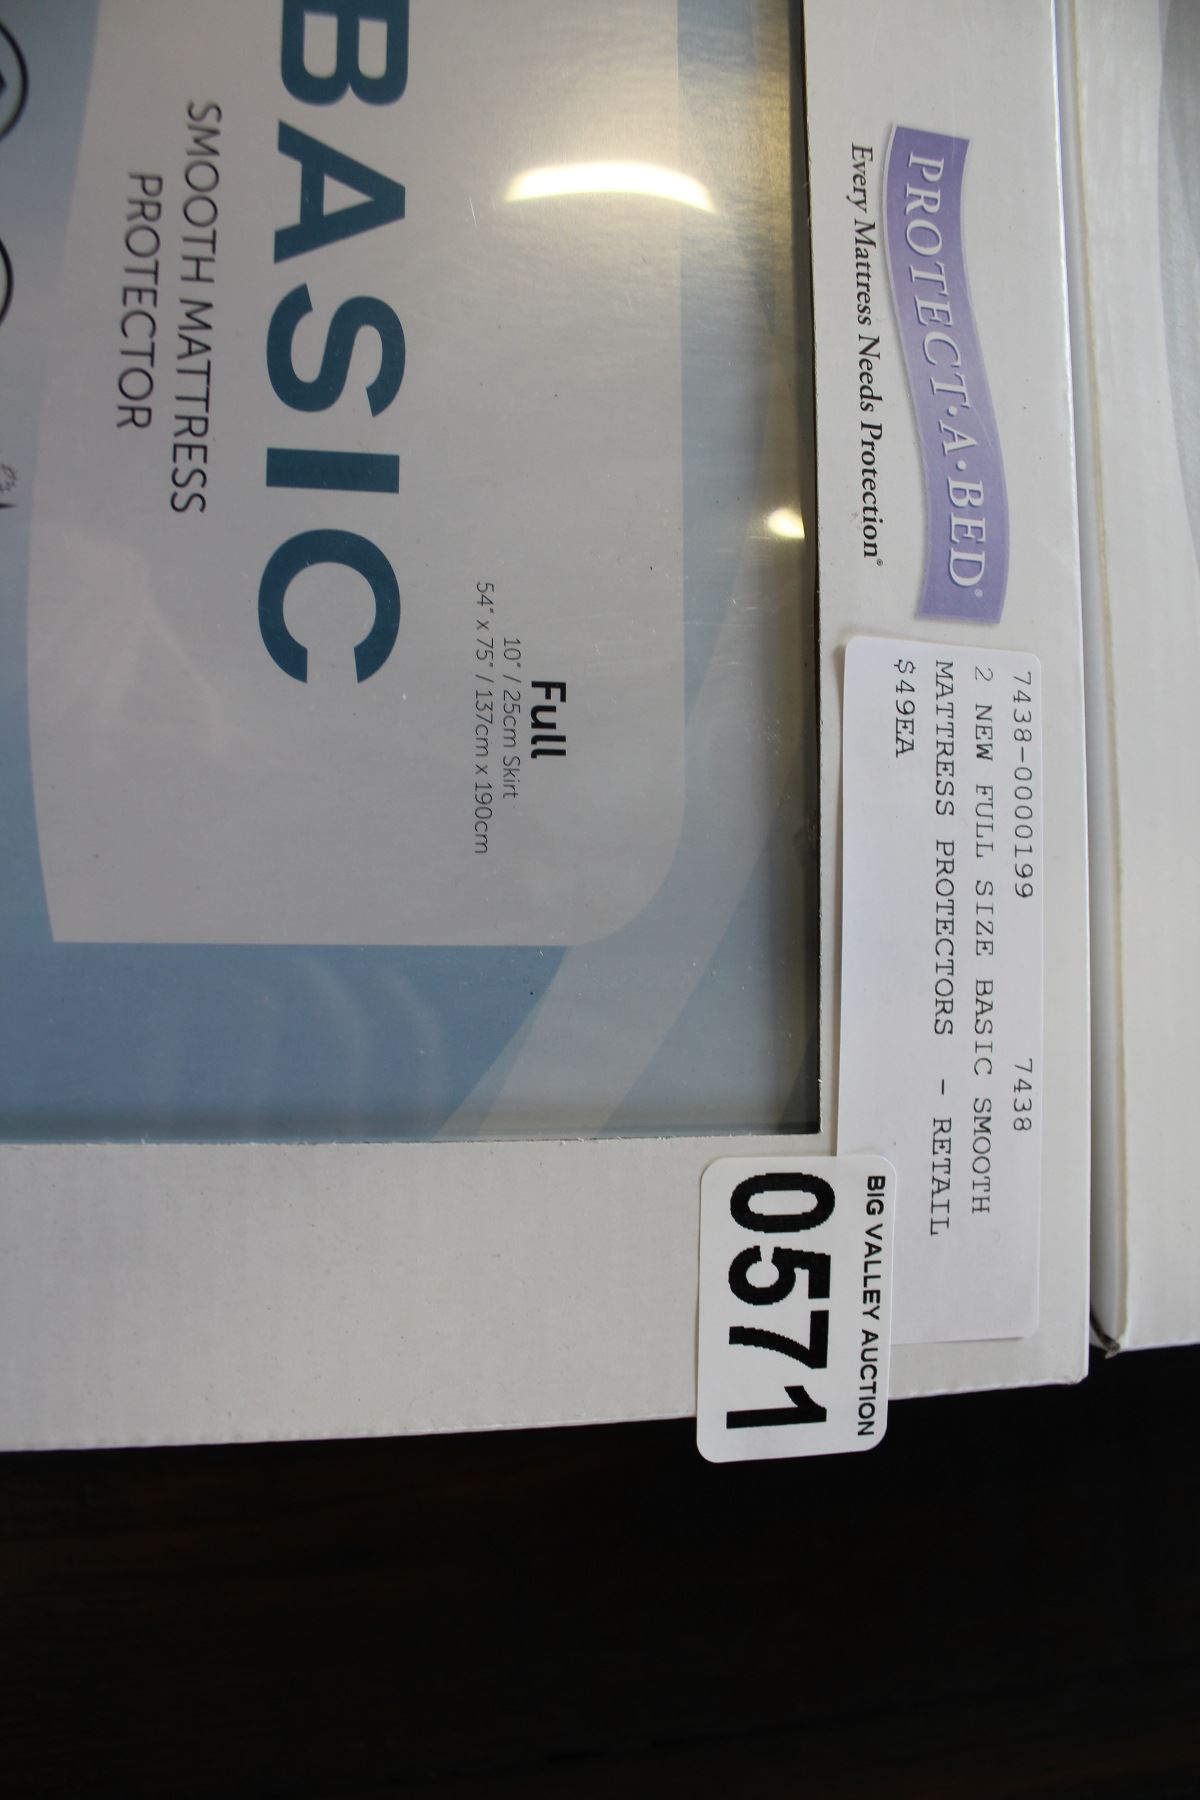 PROTECT·A·BED®
Every Mattress Needs Protection®
7438-0000199 7438
2 NEW FULL SIZE BASIC SMOOTH
MATTRESS PROTECTORS - RETAIL
$49EA
BIG VALLEY AUCTION
0571
Full
10" / 25cm Skirt
54" x 75" / 137cm x 190cm
BASIC
SMOOTH MATTRESS
PROTECTOR